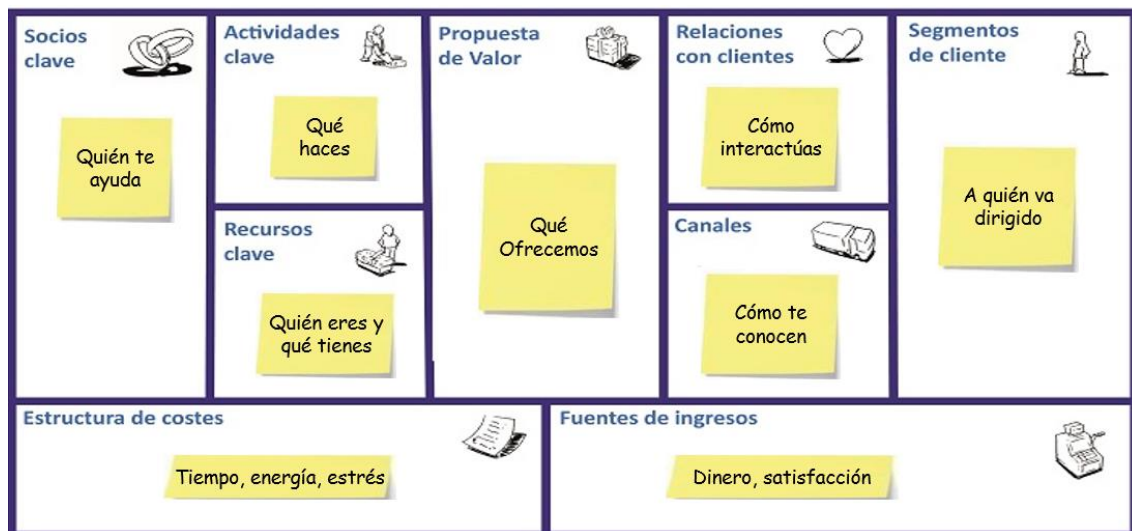 Socios
clave
Quién te
ayuda
Actividades
clave
Qué
haces
Recursos
clave
Quién eres y
qué tienes
Propuesta
de Valor
Qué
Ofrecemos
Relaciones
con clientes
Cómo
interactúas
Canales
Cómo te
conocen
Segmentos
de cliente
A quién va
dirigido
Estructura de costes
Tiempo, energía, estrés
Fuentes de ingresos
Dinero, satisfacción